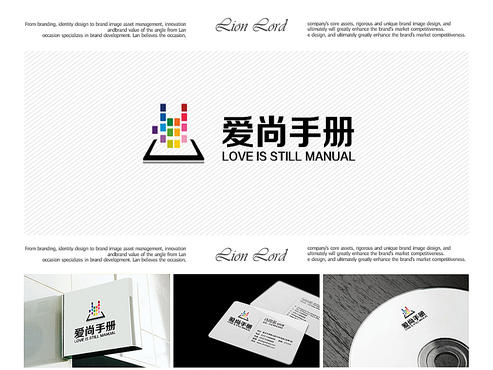 From branding, identity design to brand image asset management, innovation
andbrand value of the angle from Lan
occasion specializes in brand development. Lan believes the occasion,
Lion Lord
company's core assets, rigorous and unique brand image design, and
ultimately will greatly enhance the brand's market competitiveness.
e design, and ultimately greatly enhance the brand's market competitiveness.
爱尚手册
LOVE IS STILL MANUAL
From branding, identity design to brand image asset management, innovation
andbrand value of the angle from Lan
occasion specializes in brand development. Lan believes the occasion,
Lion Lord
company's core assets, rigorous and unique brand image design, and
ultimately will greatly enhance the brand's market competitiveness.
e design, and ultimately greatly enhance the brand's market competitiveness.
爱尚手册
LOVE IS STILL MANUAL
爱尚手册
爱尚手册